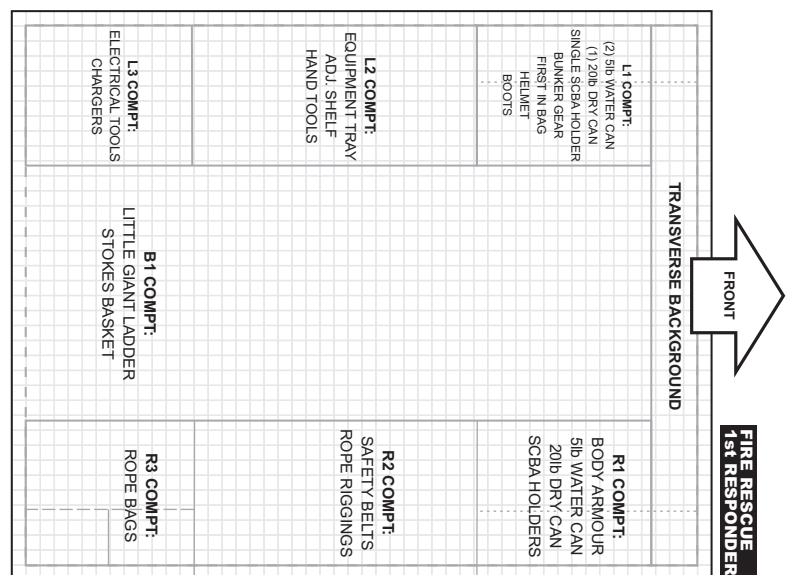 FIRE RESCUE
1st RESPONDER
FRONT
TRANSVERSE BACKGROUND
L1 COMPT:
(2) 5lb WATER CAN
(1) 20lb DRY CAN
SINGLE SCBA HOLDER
BUNKER GEAR
FIRST IN BAG
HELMET
BOOTS
L2 COMPT:
EQUIPMENT TRAY
ADJ. SHELF
HAND TOOLS
L3 COMPT:
ELECTRICAL TOOLS
CHARGERS
B1 COMPT:
LITTLE GIANT LADDER
STOKES BASKET
R1 COMPT:
BODY ARMOUR
5lb WATER CAN
20lb DRY CAN
SCBA HOLDERS
R2 COMPT:
SAFETY BELTS
ROPE RIGGINGS
R3 COMPT:
ROPE BAGS